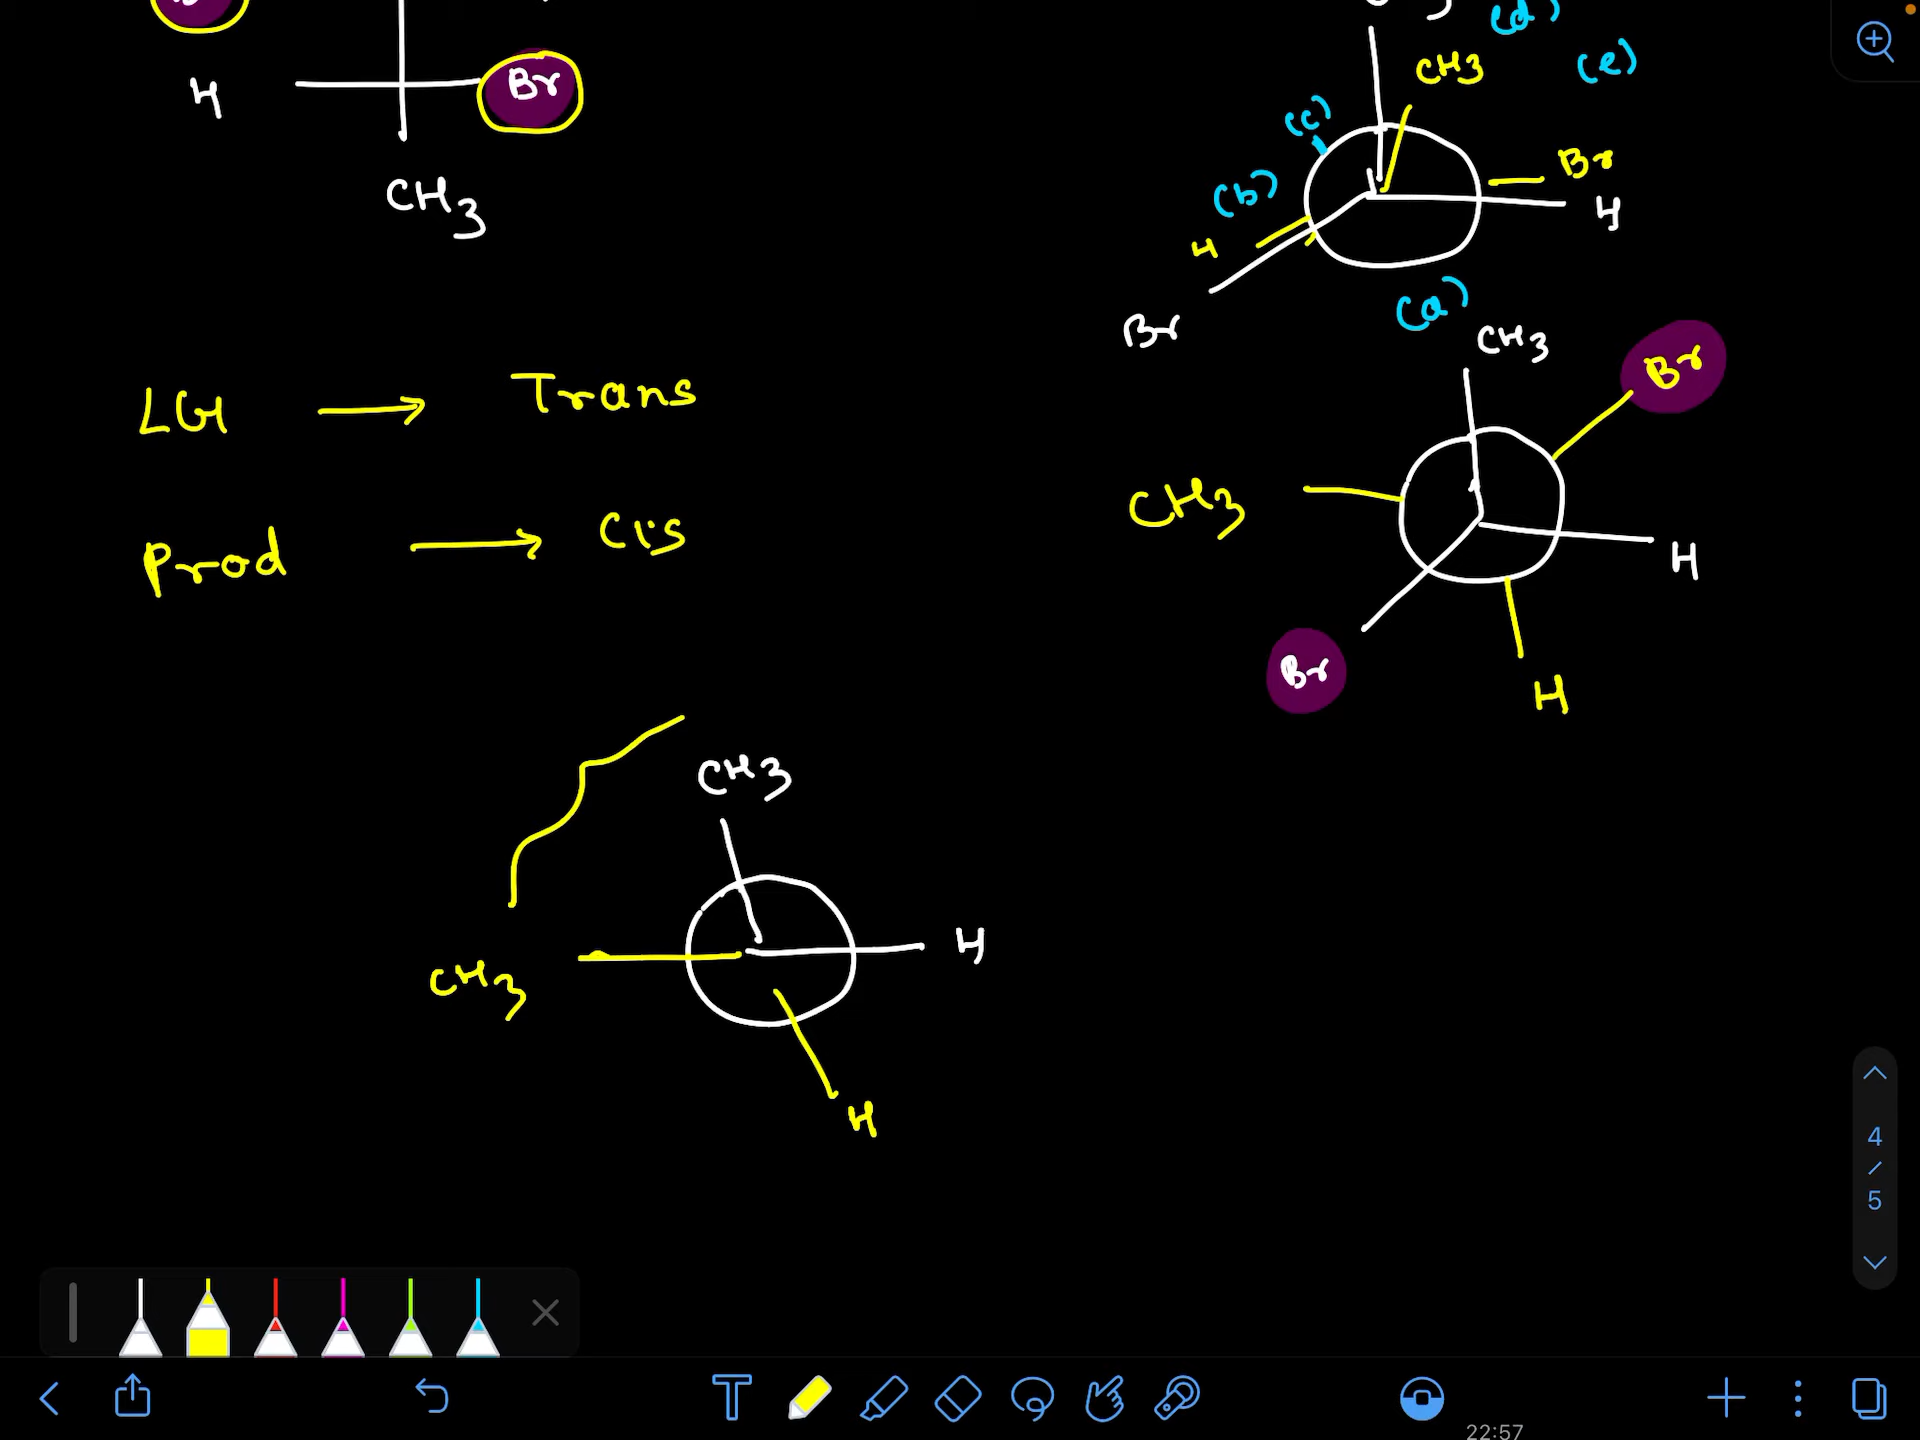 H Br
CH3
(d)
CH3 (e)
(c)
Br
(b)
H
H
Br
(a)
CH3
Br
LG → Trans
CH3
Prod → Cis
H
Br
H
CH3
H
CH3
H
4
/
5
22:57